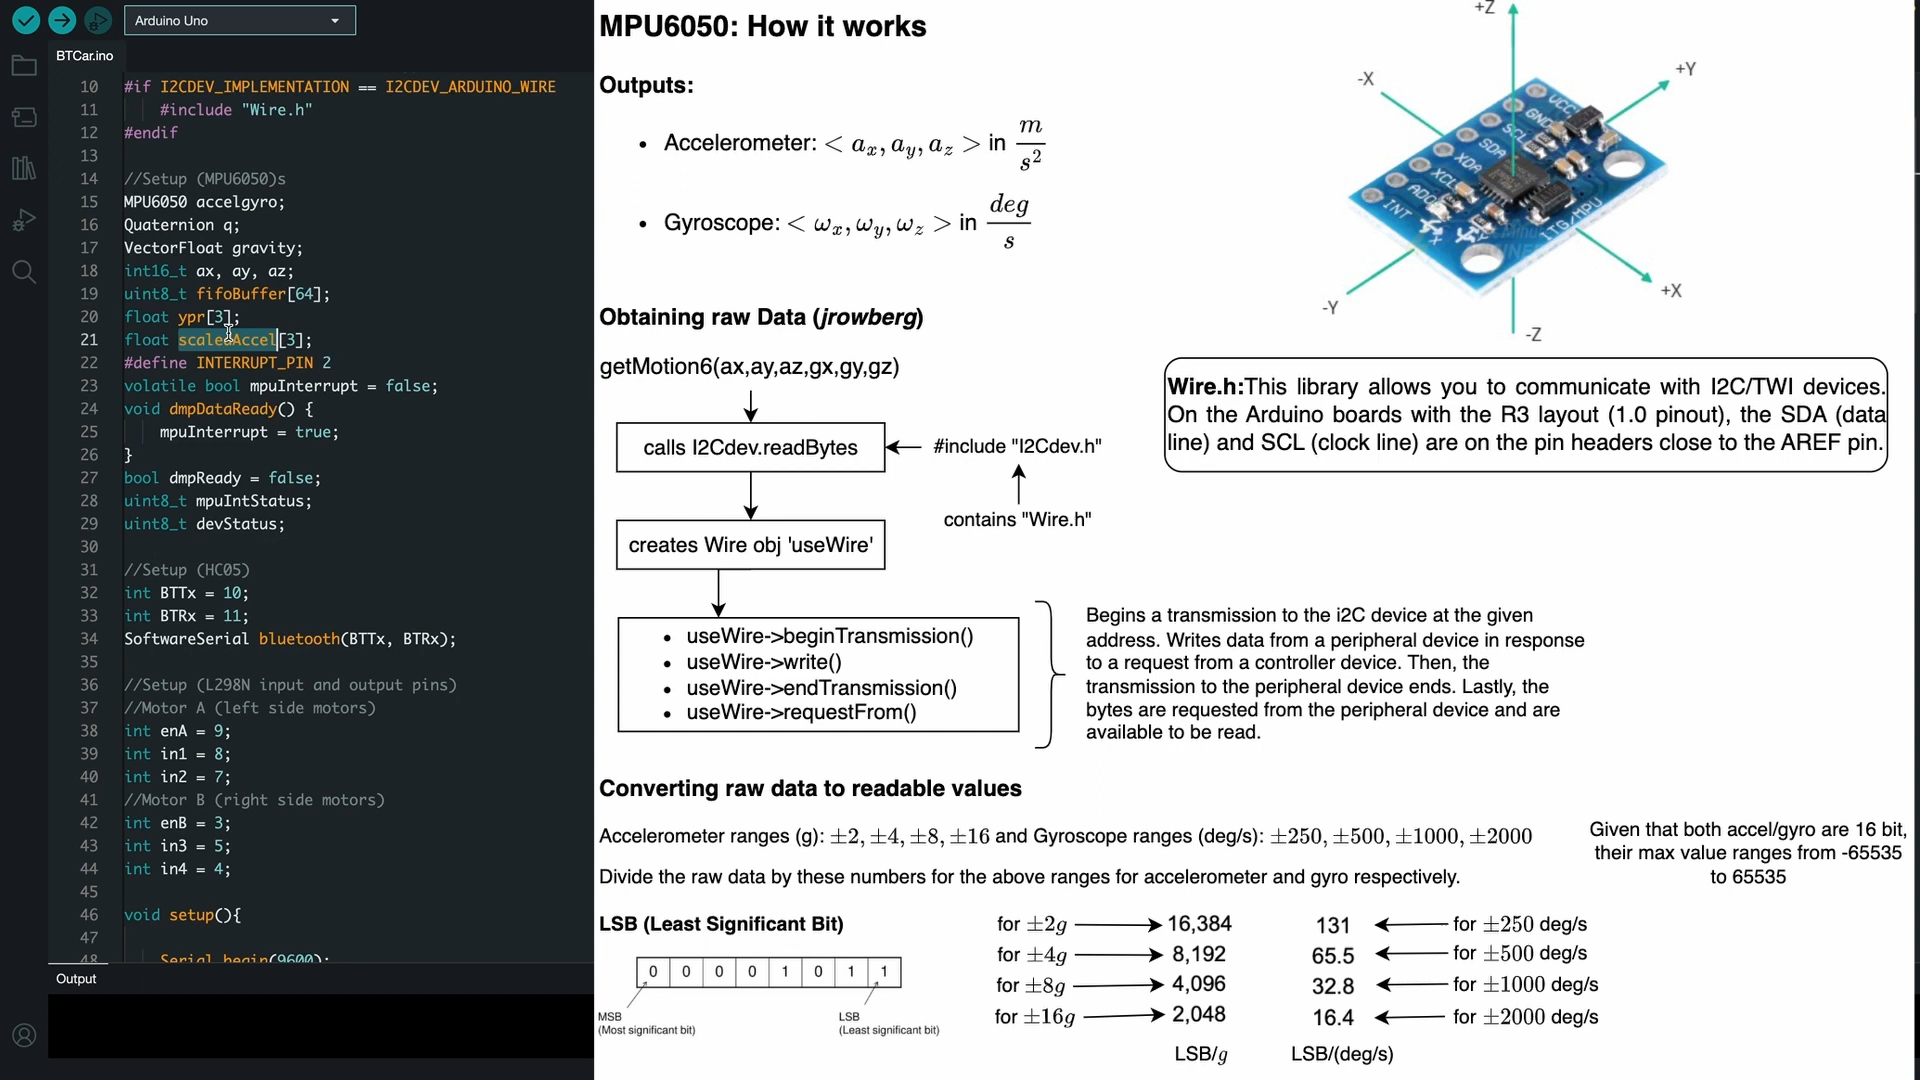 Arduino Uno
BTCar.ino
10 #if I2CDEV_IMPLEMENTATION == I2CDEV_ARDUINO_WIRE
11 #include "Wire.h"
12 #endif
13
14 //Setup (MPU6050)s
15 MPU6050 accelgyro;
16 Quaternion q;
17 VectorFloat gravity;
18 int16_t ax, ay, az;
19 uint8_t fifoBuffer[64];
20 float ypr[3];
21 float scaledAccel[3];
22 #define INTERRUPT_PIN 2
23 volatile bool mpuInterrupt = false;
24 void dmpDataReady() {
25 mpuInterrupt = true;
26 }
27 bool dmpReady = false;
28 uint8_t mpuIntStatus;
29 uint8_t devStatus;
30
31 //Setup (HC05)
32 int BTTx = 10;
33 int BTRx = 11;
34 SoftwareSerial bluetooth(BTTx, BTRx);
35
36 //Setup (L298N input and output pins)
37 //Motor A (left side motors)
38 int enA = 9;
39 int in1 = 8;
40 int in2 = 7;
41 //Motor B (right side motors)
42 int enB = 3;
43 int in3 = 5;
44 int in4 = 4;
45
46 void setup(){
47
48 Serial.begin(9600);
Output
MPU6050: How it works
Outputs:
• Accelerometer: < aₓ, a_y, a_z > in m/s²
• Gyroscope: < ωₓ, ω_y, ω_z > in deg/s
+Z
-X
+Y
VCC
GND
SCL
SDA
XDA
XCL
ADO
INT
ITG/MPU
X
-Y
+X
-Z
Obtaining raw Data (jrowberg)
getMotion6(ax,ay,az,gx,gy,gz)
calls I2Cdev.readBytes
#include "I2Cdev.h"
contains "Wire.h"
creates Wire obj 'useWire'
• useWire->beginTransmission()
• useWire->write()
• useWire->endTransmission()
• useWire->requestFrom()
Wire.h:This library allows you to communicate with I2C/TWI devices.
On the Arduino boards with the R3 layout (1.0 pinout), the SDA (data
line) and SCL (clock line) are on the pin headers close to the AREF pin.
Begins a transmission to the i2C device at the given
address. Writes data from a peripheral device in response
to a request from a controller device. Then, the
transmission to the peripheral device ends. Lastly, the
bytes are requested from the peripheral device and are
available to be read.
Converting raw data to readable values
Accelerometer ranges (g): ±2, ±4, ±8, ±16 and Gyroscope ranges (deg/s): ±250, ±500, ±1000, ±2000
Divide the raw data by these numbers for the above ranges for accelerometer and gyro respectively.
Given that both accel/gyro are 16 bit,
their max value ranges from -65535
to 65535
LSB (Least Significant Bit)
0 0 0 0 1 0 1 1
MSB
(Most significant bit)
LSB
(Least significant bit)
for ±2g 16,384 131 for ±250 deg/s
for ±4g 8,192 65.5 for ±500 deg/s
for ±8g 4,096 32.8 for ±1000 deg/s
for ±16g 2,048 16.4 for ±2000 deg/s
LSB/g LSB/(deg/s)